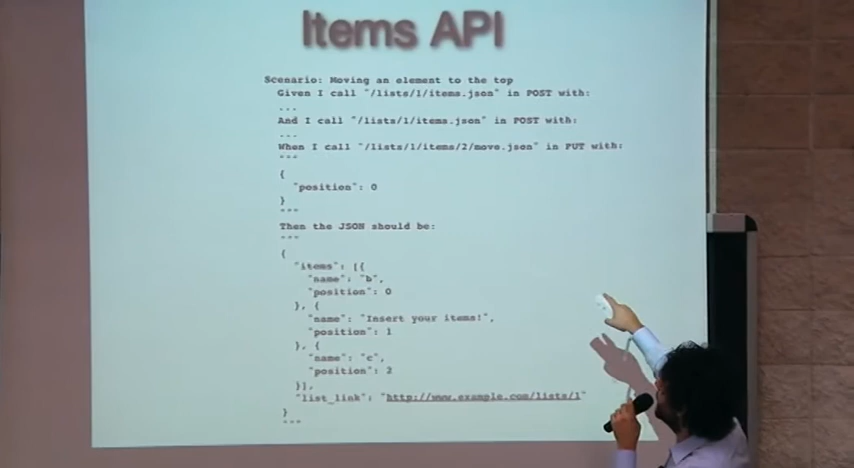 Items API
Scenario: Moving an element to the top
Given I call "/lists/1/items.json" in POST with:
...
And I call "/lists/1/item.json" in POST with:
...
When I call "/lists/1/items/2/move.json" in PUT with:
"""
{
"position": 0
}
"""
Then the JSON should be:
"""
{
"items": [{
"name": "b",
"position": 0
}, {
"name": "Insert your items!",
"position": 1
}, {
"name": "c",
"position": 2
}],
"list_link": "http://www.example.com/lists/1"
}
"""